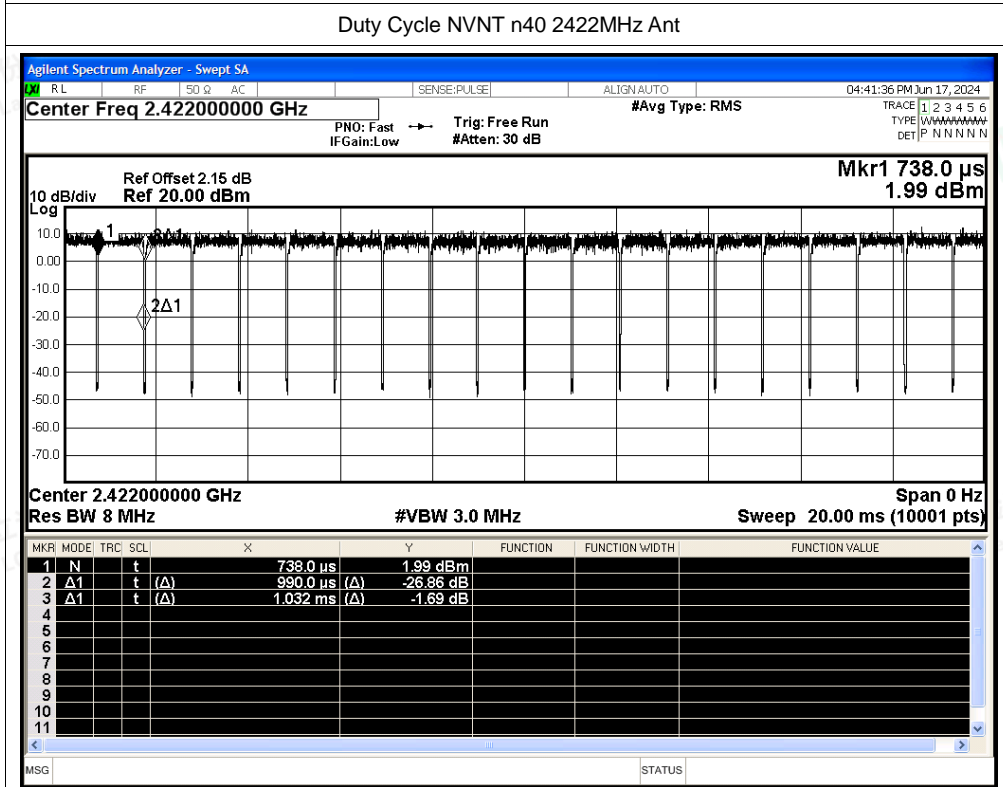 Duty Cycle NVNT n40 2422MHz Ant
Agilent Spectrum Analyzer - Swept SA
LXI RL RF 50 Ω AC SENSE:PULSE ALIGN AUTO 04:41:36 PM Jun 17, 2024
Center Freq 2.422000000 GHz #Avg Type: RMS TRACE 1 2 3 4 5 6
PNO: Fast Trig: Free Run TYPE WWWWWW
IFGain:Low #Atten: 30 dB DET P N N N N N
Mkr1 738.0 µs
Ref Offset 2.15 dB
10 dB/div Ref 20.00 dBm 1.99 dBm
Log
10.0
1
3Δ1
0.00
-10.0
2Δ1
-20.0
-30.0
-40.0
-50.0
-60.0
-70.0
Center 2.422000000 GHz Span 0 Hz
Res BW 8 MHz #VBW 3.0 MHz Sweep 20.00 ms (10001 pts)
MKR MODE TRC SCL X Y FUNCTION FUNCTION WIDTH FUNCTION VALUE
1 N t 738.0 µs 1.99 dBm
2 Δ1 t (Δ) 990.0 µs (Δ) -26.86 dB
3 Δ1 t (Δ) 1.032 ms (Δ) -1.69 dB
4
5
6
7
8
9
10
11
MSG STATUS